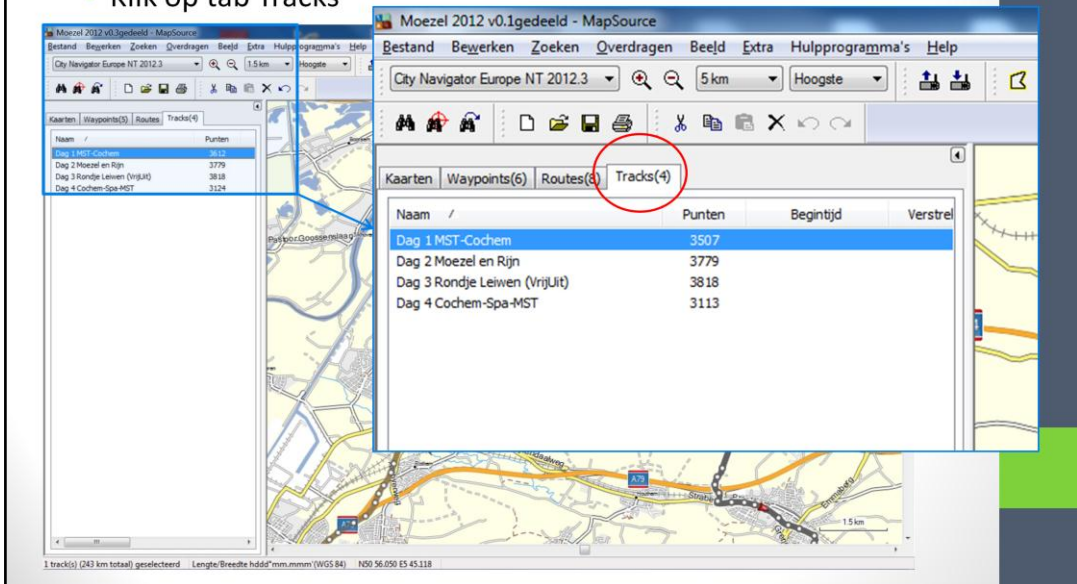 Klik op tab Tracks
Moezel 2012 v0.3gedeeld - MapSource
Bestand Bewerken Zoeken Overdragen Beeld Extra Hulpprogramma's Help
City Navigator Europe NT 2012.3 1.5 km Hoogste
Kaarten Waypoints(5) Routes Tracks(4)
Naam / Punten
Dag 1 MST-Cochem 3612
Dag 2 Moezel en Rijn 3779
Dag 3 Rondje Leiwen (VrijUit) 3818
Dag 4 Cochem-Spa-MST 3124
Moezel 2012 v0.1gedeeld - MapSource
Bestand Bewerken Zoeken Overdragen Beeld Extra Hulpprogramma's Help
City Navigator Europe NT 2012.3 5 km Hoogste
Kaarten Waypoints(6) Routes(8) Tracks(4)
Naam / Punten Begintijd Verstrel
Dag 1 MST-Cochem 3507
Dag 2 Moezel en Rijn 3779
Dag 3 Rondje Leiwen (VrijUit) 3818
Dag 4 Cochem-Spa-MST 3113
A79
1.5 km
1 track(s) (243 km totaal) geselecteerd Lengte/Breedte hddd°mm.mmm'(WGS 84) N50 56.050 E5 45.118